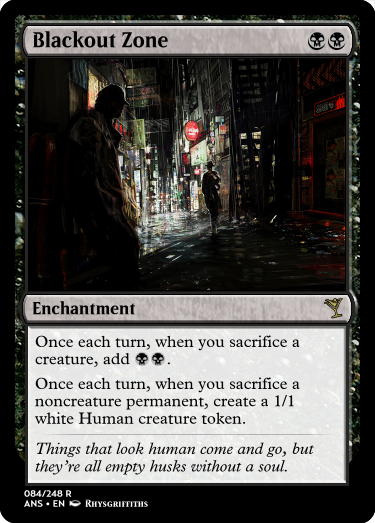 Blackout Zone
Enchantment
Once each turn, when you sacrifice a
creature, add .
Once each turn, when you sacrifice a
noncreature permanent, create a 1/1
white Human creature token.
Things that look human come and go, but
they're all empty husks without a soul.
084/248 R
ANS • EN Rhysgriffiths